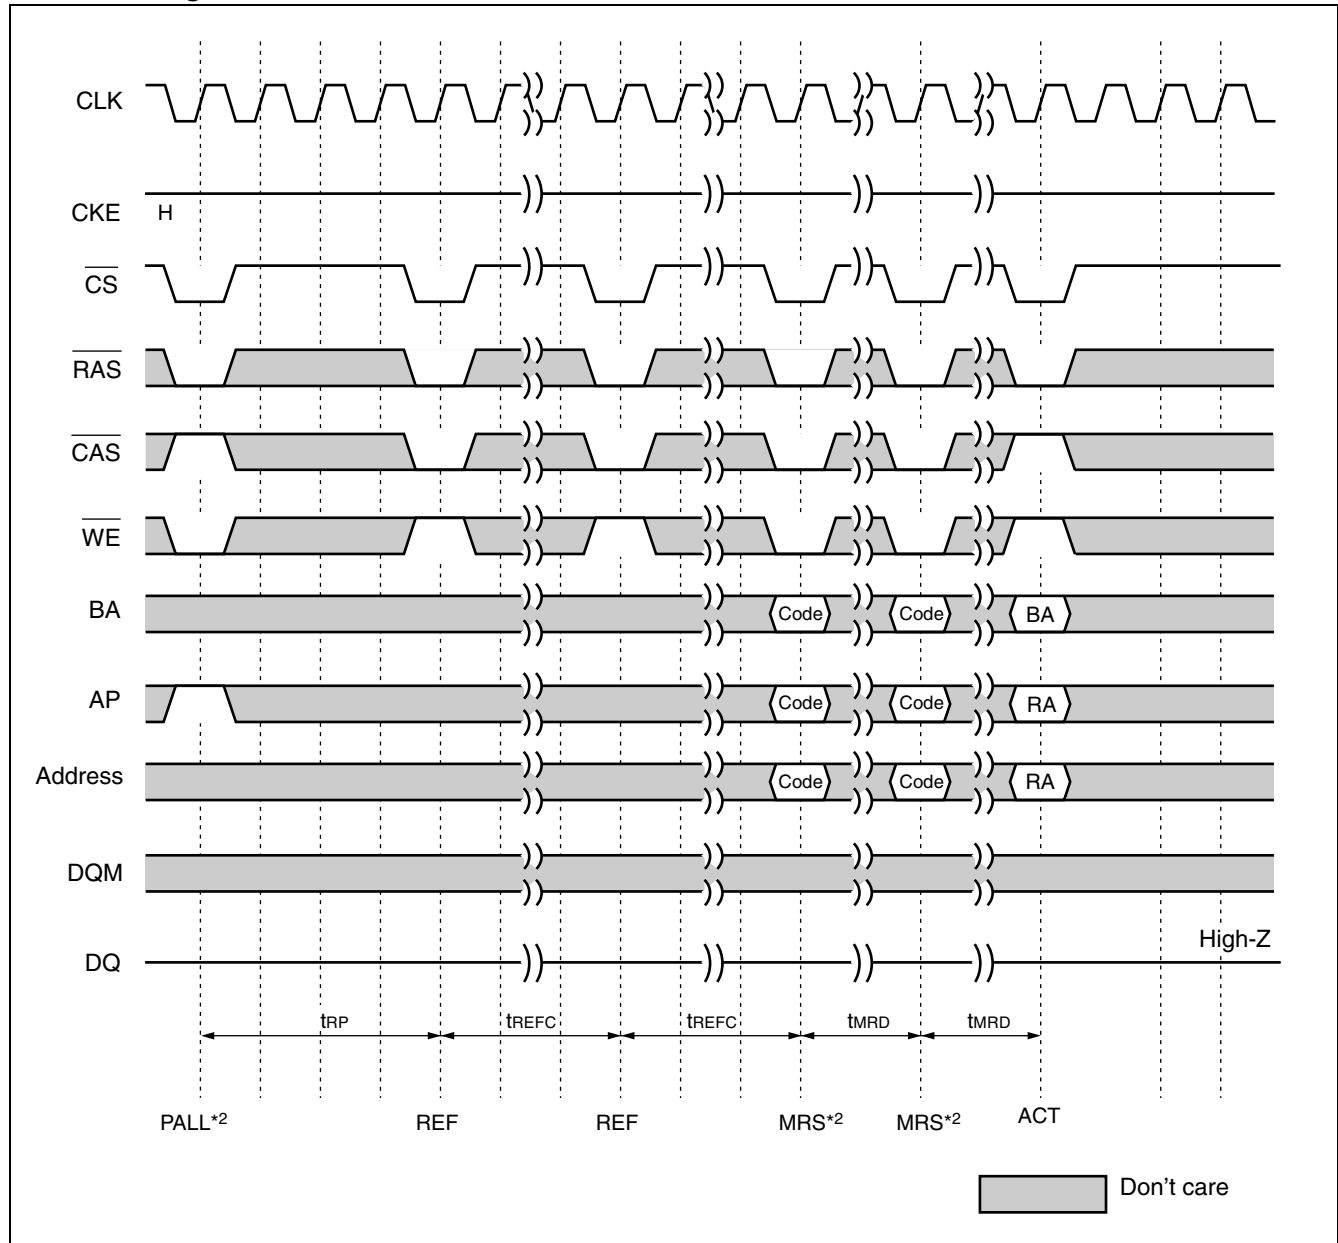 CLK
CKE H
CS
RAS
CAS
WE
BA Code Code BA
AP Code Code RA
Address Code Code RA
DQM
High-Z
DQ
tRP tREFC tREFC tMRD tMRD
PALL*2 REF REF MRS*2 MRS*2 ACT
Don't care